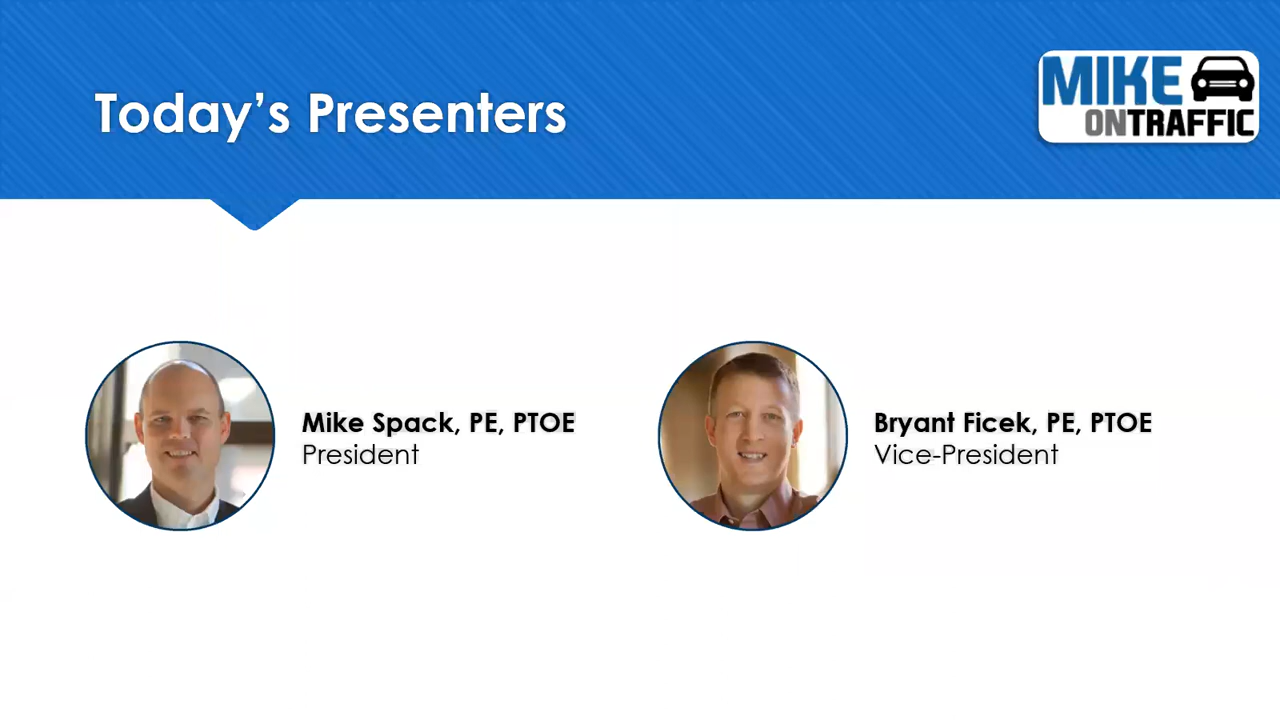 Today's Presenters
MIKE
ONTRAFFIC
Mike Spack, PE, PTOE
President
Bryant Ficek, PE, PTOE
Vice-President